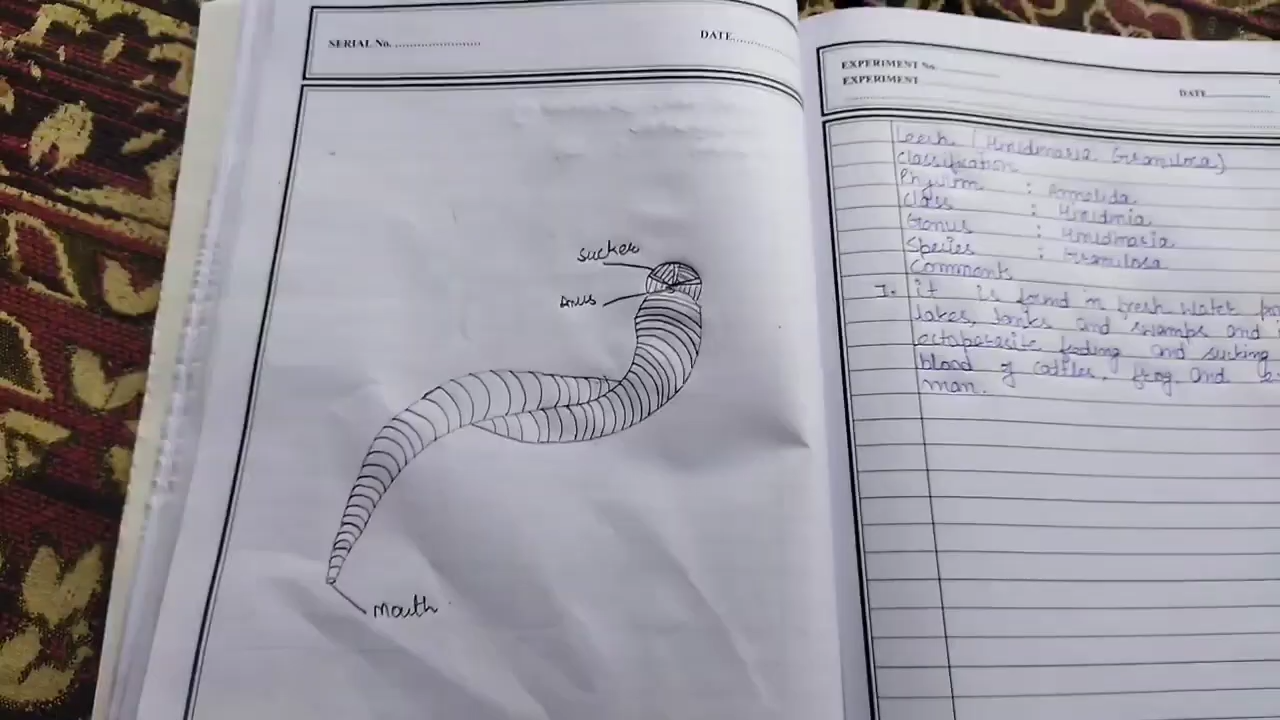 SERIAL No.
DATE
sucker
Anus
Mouth
EXPERIMENT No.
EXPERIMENT
DATE
Leech (Hirudinaria Granulosa)
Classification
Phylum : Annelida
Class : Hirudinia
Genus : Hirudinaria
Species : Granulosa
Comments
I. it is found in fresh water
lakes, tanks and swamps and
ectoparasite feeding and sucking
blood of cattles, frog and
man.